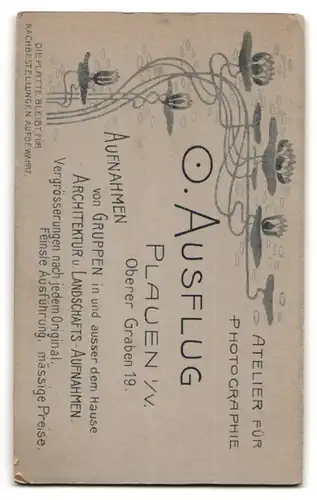 ATELIER FÜR
PHOTOGRAPHIE
O. AUSFLUG
PLAUEN i/V.
Oberer Graben 19.
AUFNAHMEN
von GRUPPEN in und ausser dem Hause
ARCHITEKTUR u. LANDSCHAFTS-AUFNAHMEN
Vergrösserungen nach jedem Original.
Feinste Ausführung, mässige Preise.
DIE PLATTE BLEIBT FÜR
NACHBESTELLUNGEN AUFBEWAHRT.